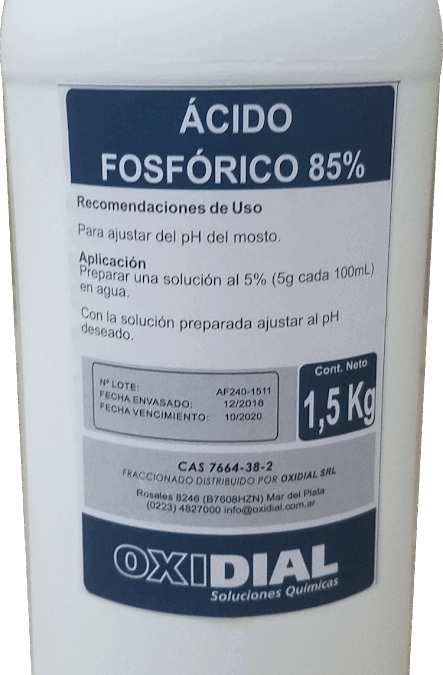 ÁCIDO
FOSFÓRICO 85%
Recomendaciones de Uso
Para ajustar del pH del mosto.
Aplicación
Preparar una solución al 5% (5g cada 100mL)
en agua.
Con la solución preparada ajustar al pH
deseado.
Nº LOTE: AF240-1511
FECHA ENVASADO: 12/2018
FECHA VENCIMIENTO: 10/2020
Cont. Neto
1,5 Kg
CAS 7664-38-2
FRACCIONADO DISTRIBUIDO POR OXIDIAL SRL
Rosales 8246 (B7608HZN) Mar del Plata
(0223) 4827000 info@oxidial.com.ar
OXIDIAL
Soluciones Químicas